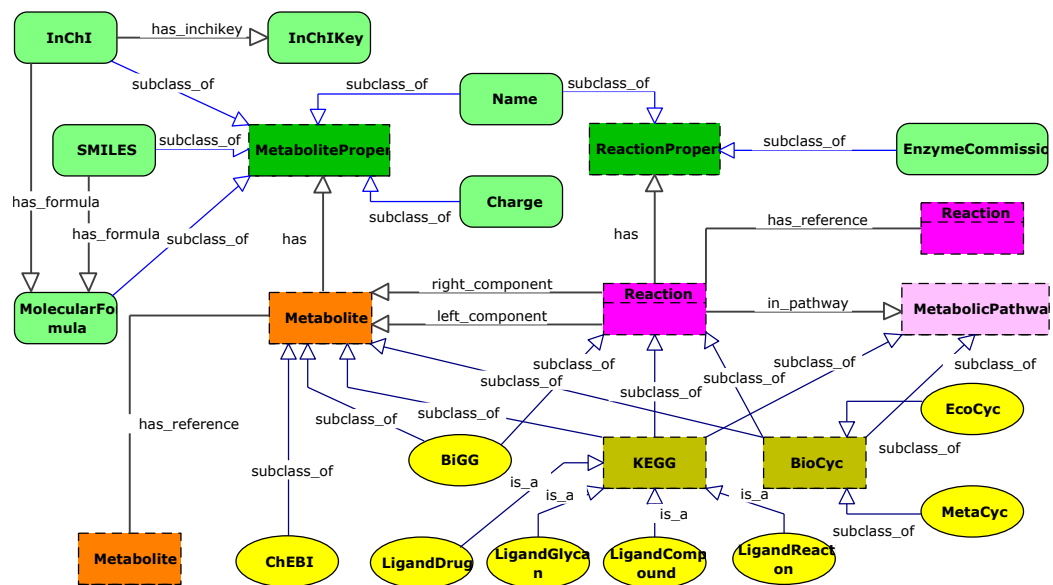 InChI
has_inchikey
InChIKey
subclass_of
Name
subclass_of
subclass_of
SMILES
subclass_of
MetaboliteProper
ReactionProper
subclass_of
EnzymeCommissio
has_formula
has_formula
subclass_of
Charge
subclass_of
has
has
has_reference
Reaction
MolecularFo
rmula
right_component
Metabolite
left_component
Reaction
in_pathway
MetabolicPathwa
subclass_of
subclass_of
subclass_of
subclass_of
subclass_of
subclass_of
subclass_of
has_reference
EcoCyc
BiGG
KEGG
BioCyc
subclass_of
subclass_of
is_a
is_a
is_a
is_a
MetaCyc
subclass_of
Metabolite
ChEBI
LigandDrug
LigandGlyca
n
LigandComp
ound
LigandReact
on